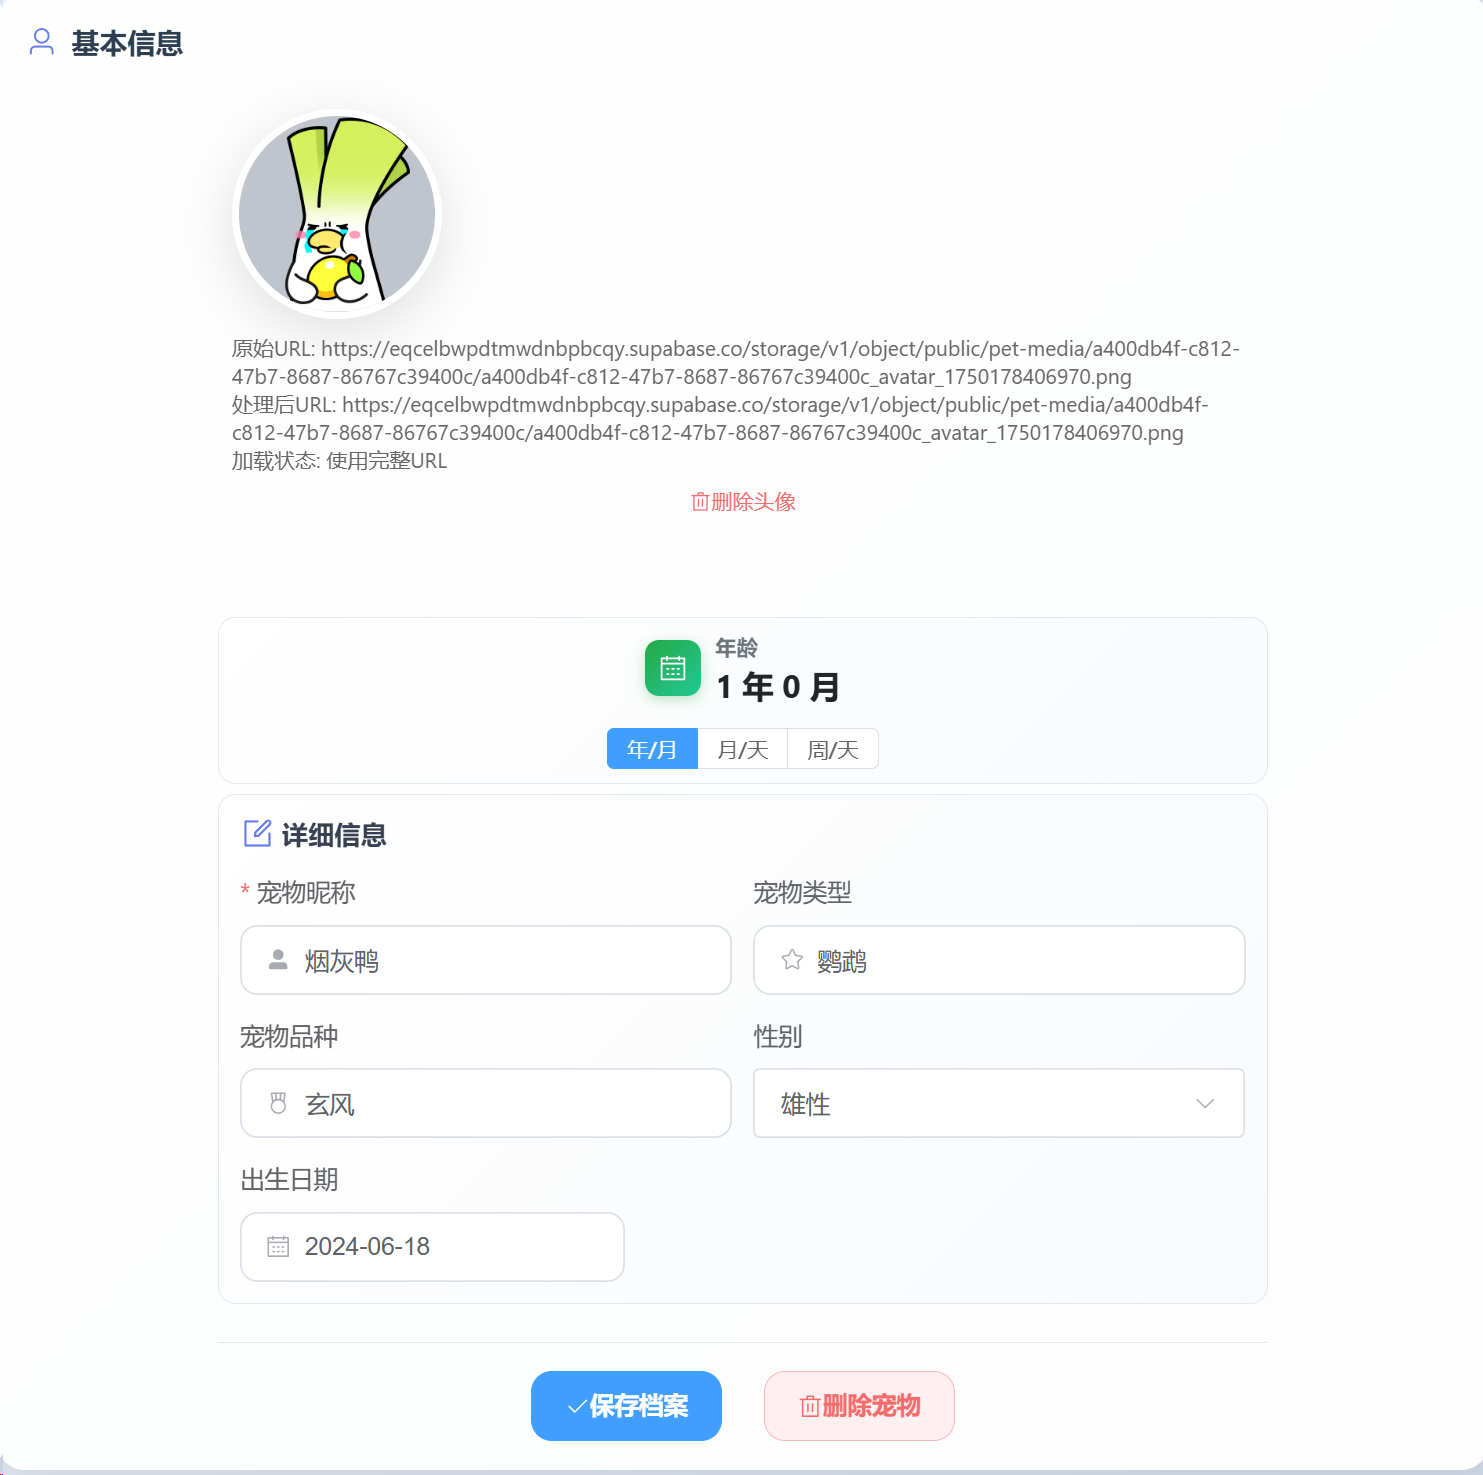 基本信息
原始URL: https://eqcelbwpdtmwdnbpbcqy.supabase.co/storage/v1/object/public/pet-media/a400db4f-c812-
47b7-8687-86767c39400c/a400db4f-c812-47b7-8687-86767c39400c_avatar_1750178406970.png
处理后URL: https://eqcelbwpdtmwdnbpbcqy.supabase.co/storage/v1/object/public/pet-media/a400db4f-
c812-47b7-8687-86767c39400c/a400db4f-c812-47b7-8687-86767c39400c_avatar_1750178406970.png
加载状态: 使用完整URL
删除头像
年龄
1 年 0 月
年/月 月/天 周/天
详细信息
* 宠物昵称 宠物类型
烟灰鸭 鹦鹉
宠物品种 性别
玄风 雄性
出生日期
2024-06-18
保存档案 删除宠物